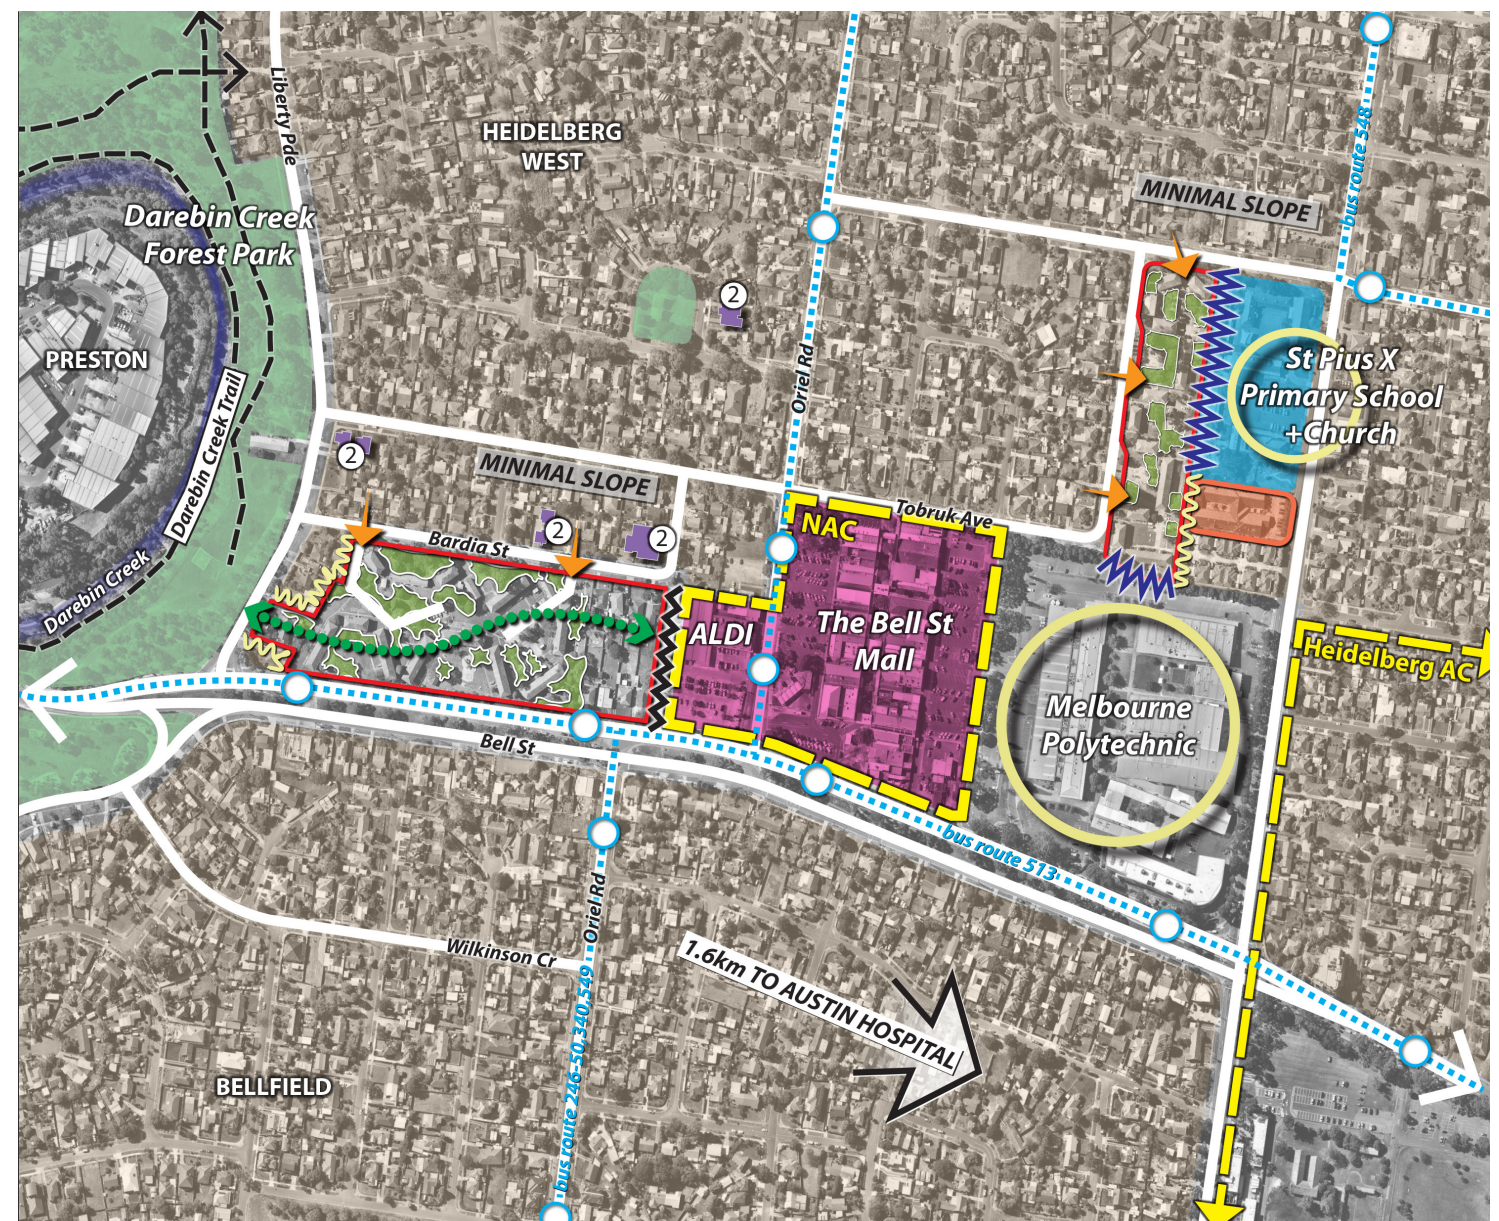 Liberty Pde
HEIDELBERG
WEST
bus route 548
MINIMAL SLOPE
Darebin Creek
Forest Park
2
PRESTON
Oriel Rd
St Pius X
Primary School
+Church
Darebin Creek Trail
2
MINIMAL SLOPE
Tobruk Ave
NAC
2
2
Bardia St
Darebin Creek
ALDI
The Bell St
Mall
Heidelberg AC
Melbourne
Polytechnic
Bell St
bus route 513
Oriel Rd
Wilkinson Cr
1.6km TO AUSTIN HOSPITAL
bus route 246-50,340,549
BELLFIELD